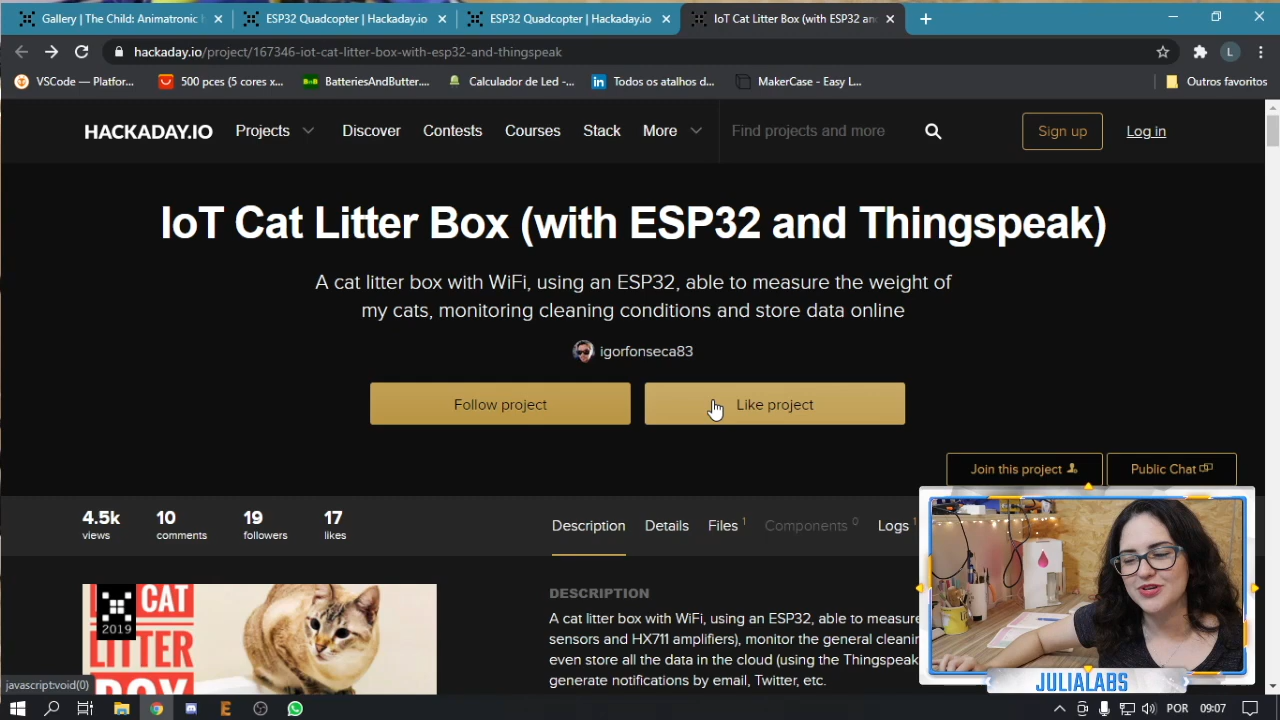 Gallery | The Child: Animatronic
ESP32 Quadcopter | Hackaday.io
ESP32 Quadcopter | Hackaday.io
IoT Cat Litter Box (with ESP32 an
hackaday.io/project/167346-iot-cat-litter-box-with-esp32-and-thingspeak
L
VSCode — Platfor...
500 pces (5 cores x...
BatteriesAndButter....
Calculador de Led -...
Todos os atalhos d...
MakerCase - Easy L...
Outros favoritos
HACKADAY.IO
Projects
Discover
Contests
Courses
Stack
More
Find projects and more
Sign up
Log in
IoT Cat Litter Box (with ESP32 and Thingspeak)
A cat litter box with WiFi, using an ESP32, able to measure the weight of
my cats, monitoring cleaning conditions and store data online
igorfonseca83
Follow project
Like project
Join this project
Public Chat
4.5k
views
10
comments
19
followers
17
likes
Description
Details
Files 1
Components 0
Logs 1
CAT
LITTER
BOX
2019
DESCRIPTION
A cat litter box with WiFi, using an ESP32, able to measure
sensors and HX711 amplifiers), monitor the general cleani
even store all the data in the cloud (using the Thingspeak
generate notifications by email, Twitter, etc.
javascript:void(0)
JULIALABS
POR
09:07